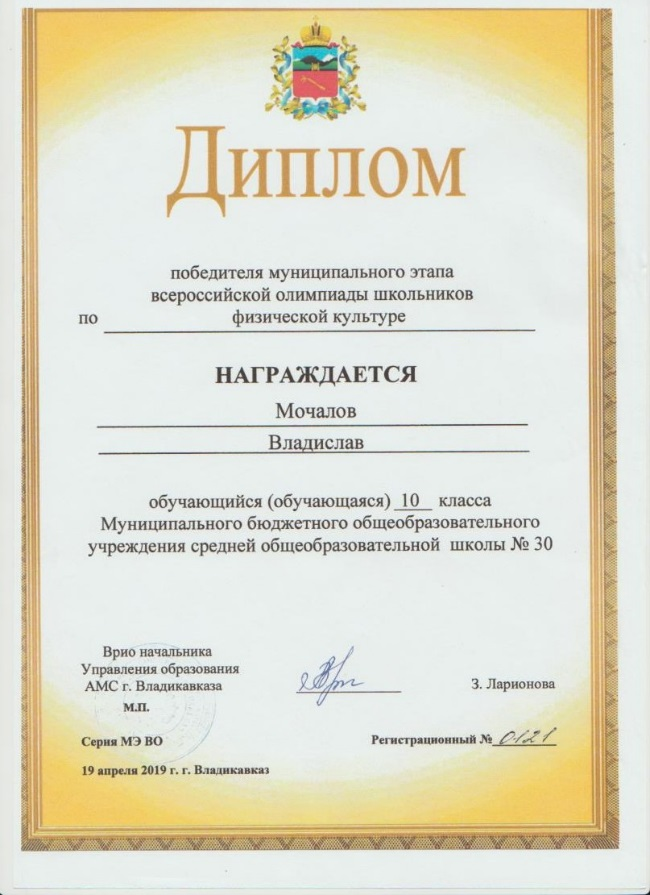 Диплом
победителя муниципального этапа
всероссийской олимпиады школьников
по физической культуре
НАГРАЖДАЕТСЯ
Мочалов
Владислав
обучающийся (обучающаяся) 10 класса
Муниципального бюджетного общеобразовательного
учреждения средней общеобразовательной школы № 30
Врио начальника
Управления образования
АМС г. Владикавказа
З. Ларионова
М.П.
Серия МЭ ВО
Регистрационный № 0121
19 апреля 2019 г. г. Владикавказ